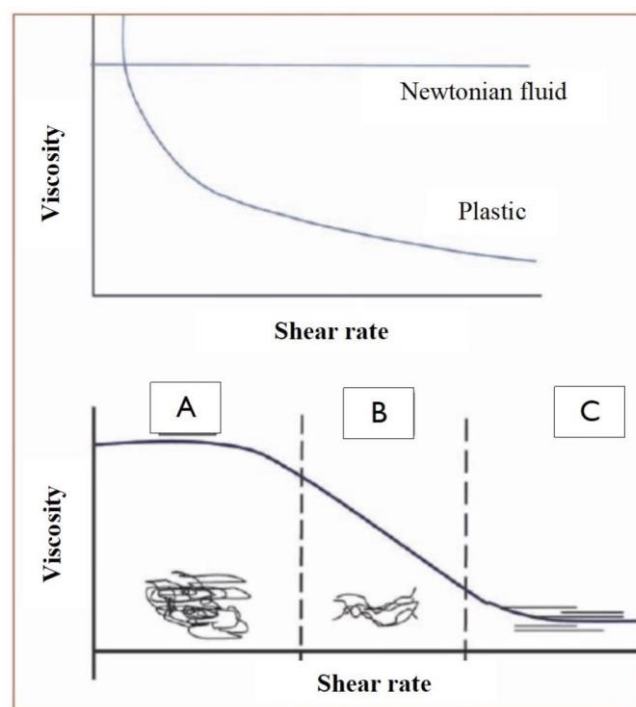 Viscosity
Newtonian fluid
Plastic
Shear rate
A
B
C
Viscosity
Shear rate